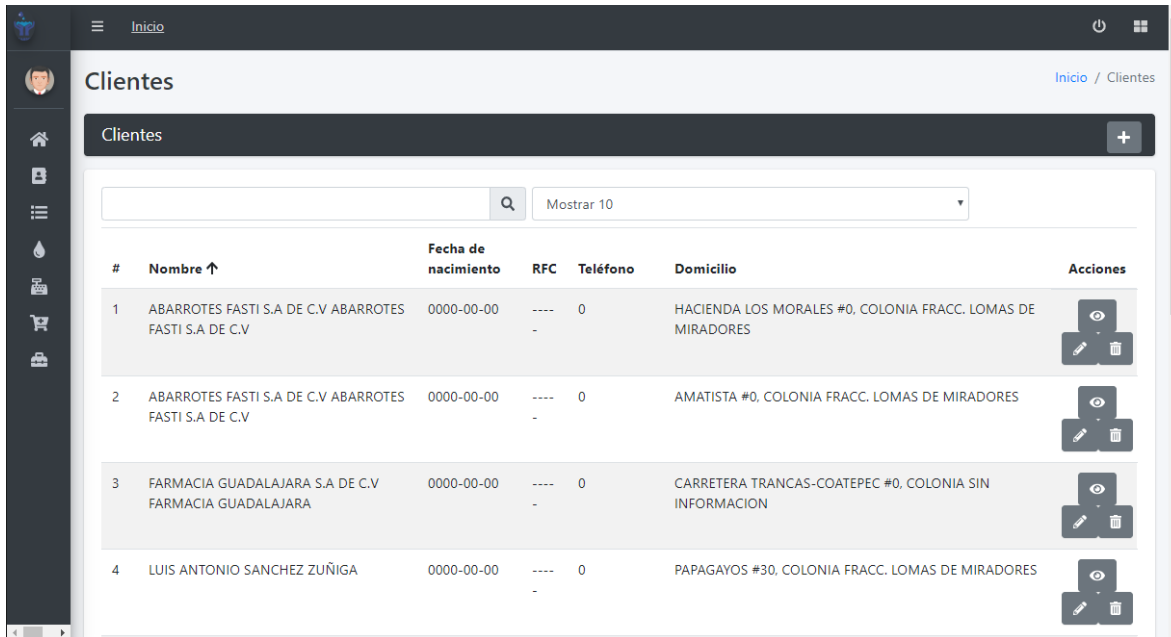 Inicio
Clientes
Inicio / Clientes
Clientes
Mostrar 10
# Nombre Fecha de nacimiento RFC Teléfono Domicilio Acciones
1 ABARROTES FASTI S.A DE C.V ABARROTES 0000-00-00 ---- 0 HACIENDA LOS MORALES #0, COLONIA FRACC. LOMAS DE
FASTI S.A DE C.V - MIRADORES
2 ABARROTES FASTI S.A DE C.V ABARROTES 0000-00-00 ---- 0 AMATISTA #0, COLONIA FRACC. LOMAS DE MIRADORES
FASTI S.A DE C.V -
3 FARMACIA GUADALAJARA S.A DE C.V 0000-00-00 ---- 0 CARRETERA TRANCAS-COATEPEC #0, COLONIA SIN
FARMACIA GUADALAJARA - INFORMACION
4 LUIS ANTONIO SANCHEZ ZUÑIGA 0000-00-00 ---- 0 PAPAGAYOS #30, COLONIA FRACC. LOMAS DE MIRADORES
-